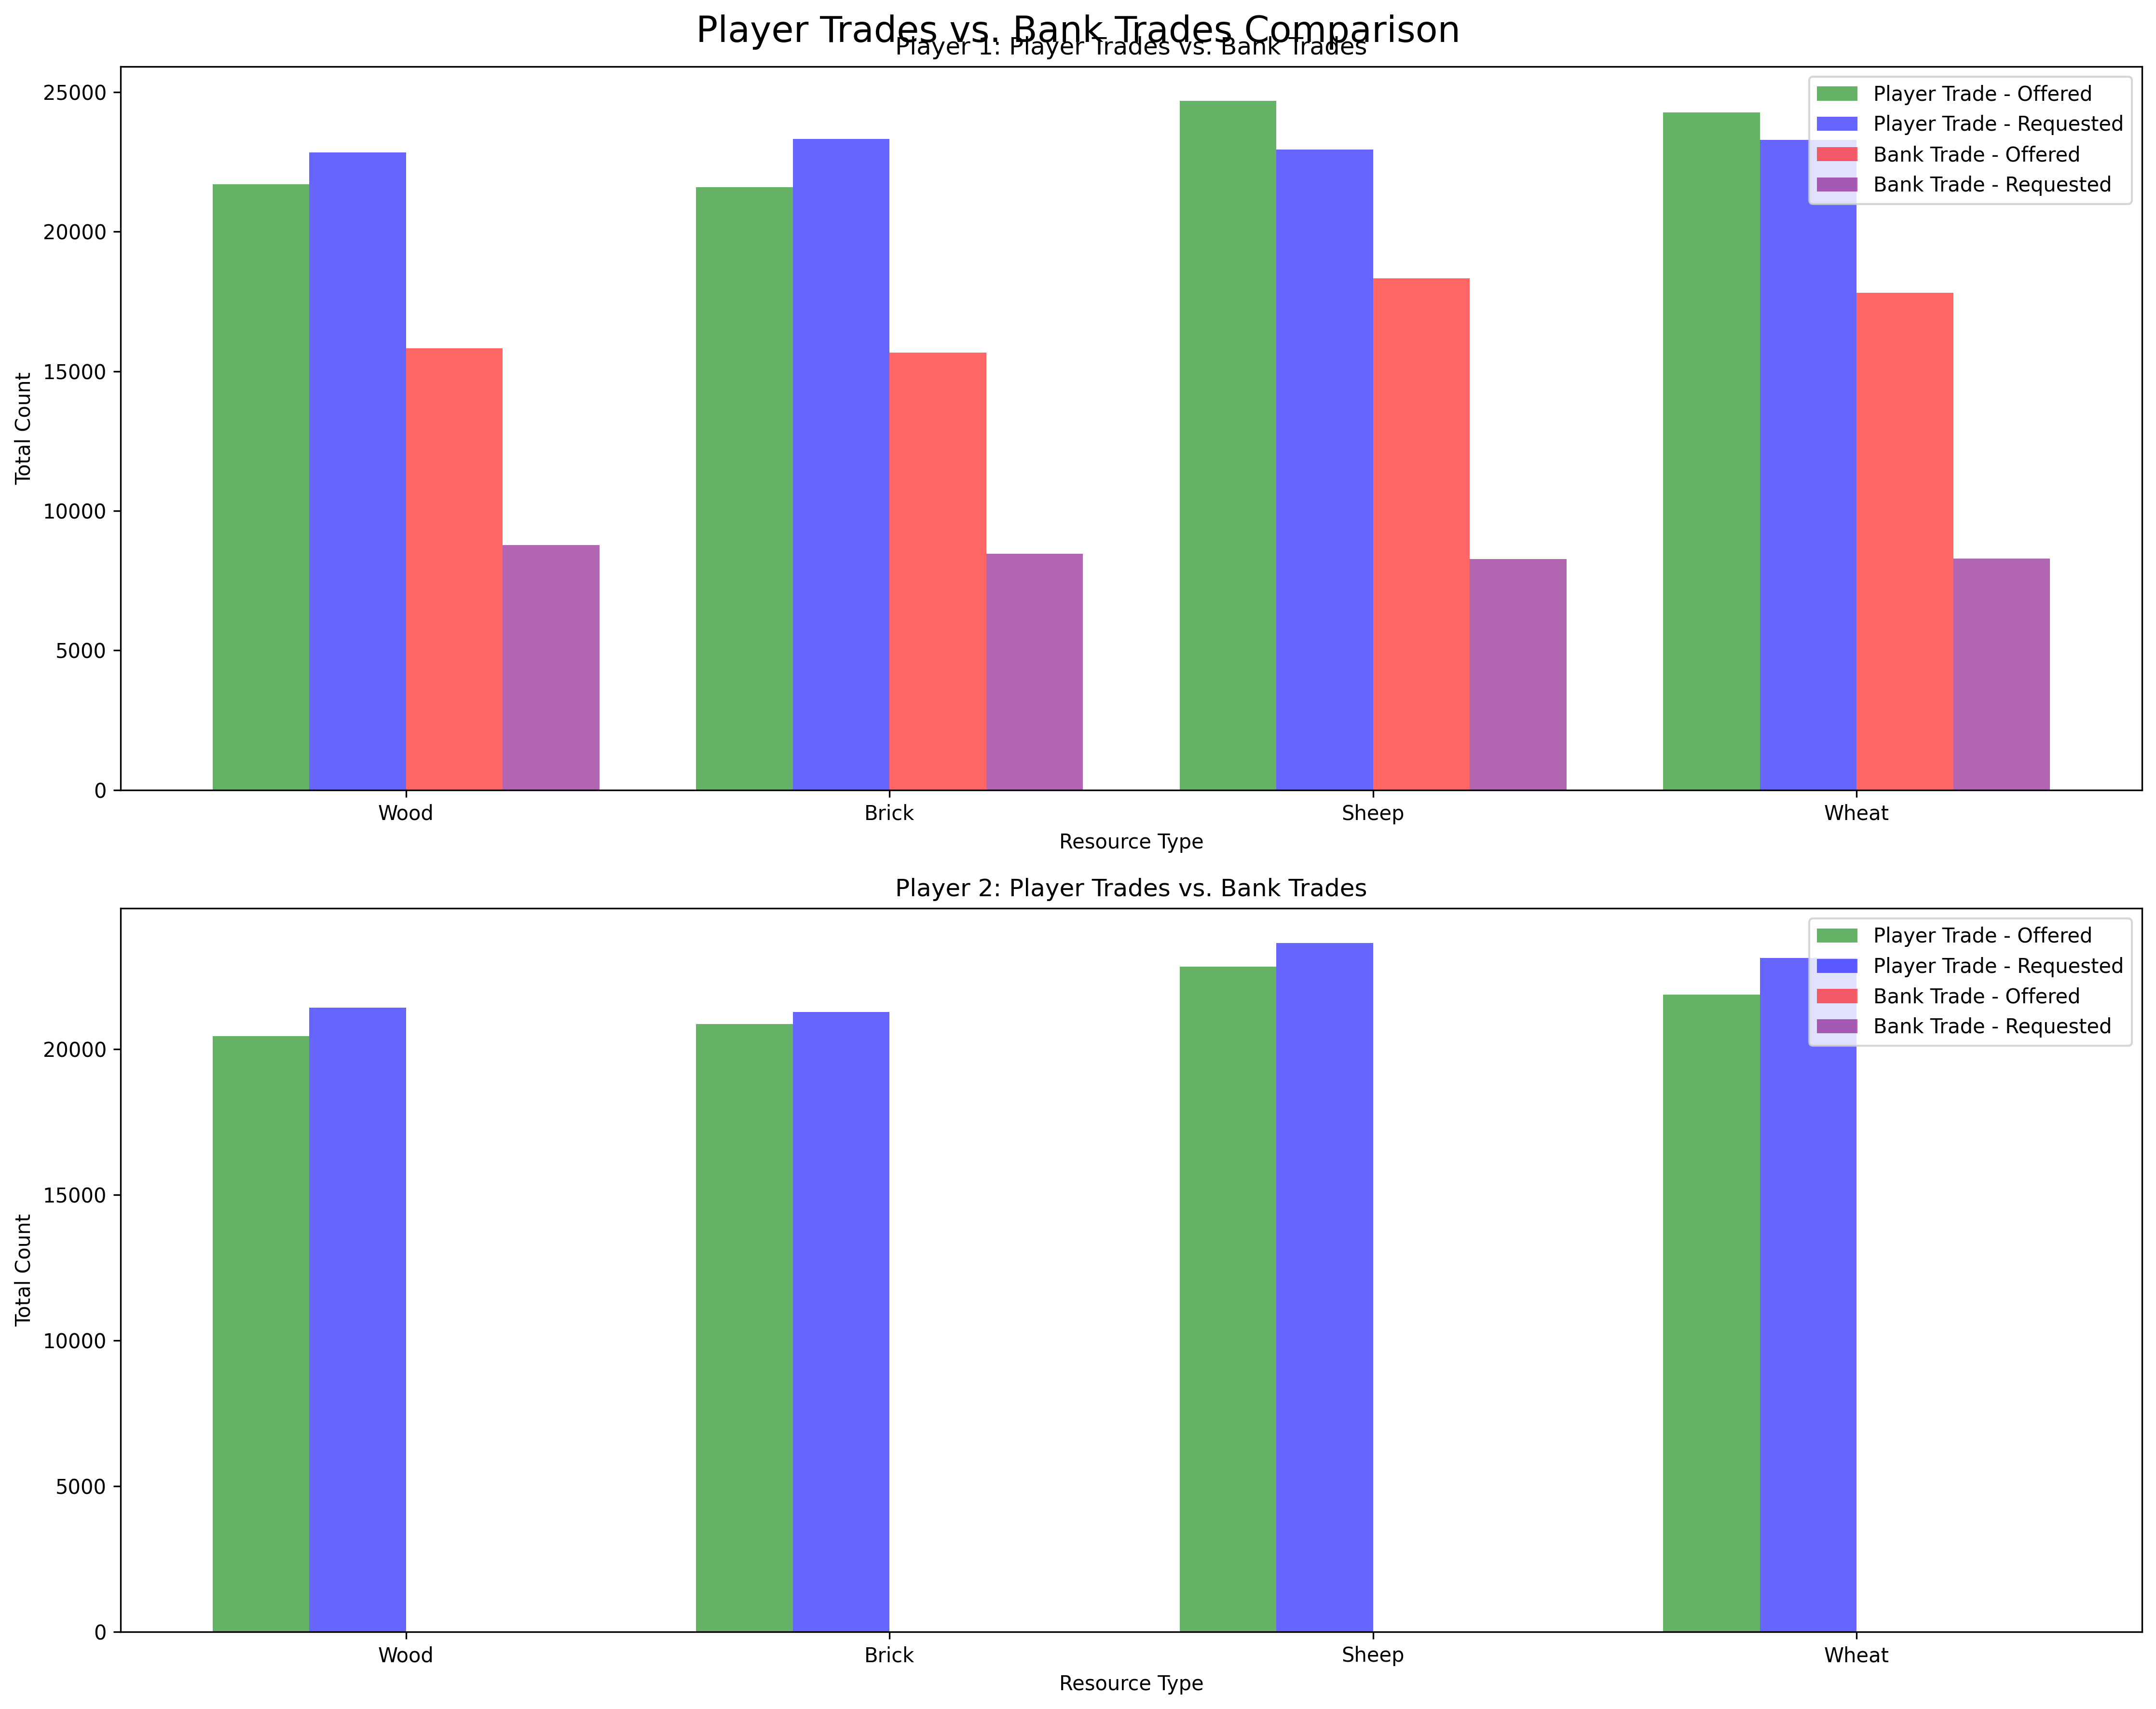 Player Trades vs. Bank Trades Comparison
Player 1: Player Trades vs. Bank Trades
Player Trade - Offered
Player Trade - Requested
Bank Trade - Offered
Bank Trade - Requested
25000
20000
15000
10000
5000
0
Total Count
Wood Brick Sheep Wheat
Resource Type
Player 2: Player Trades vs. Bank Trades
Player Trade - Offered
Player Trade - Requested
Bank Trade - Offered
Bank Trade - Requested
20000
15000
10000
5000
0
Total Count
Wood Brick Sheep Wheat
Resource Type